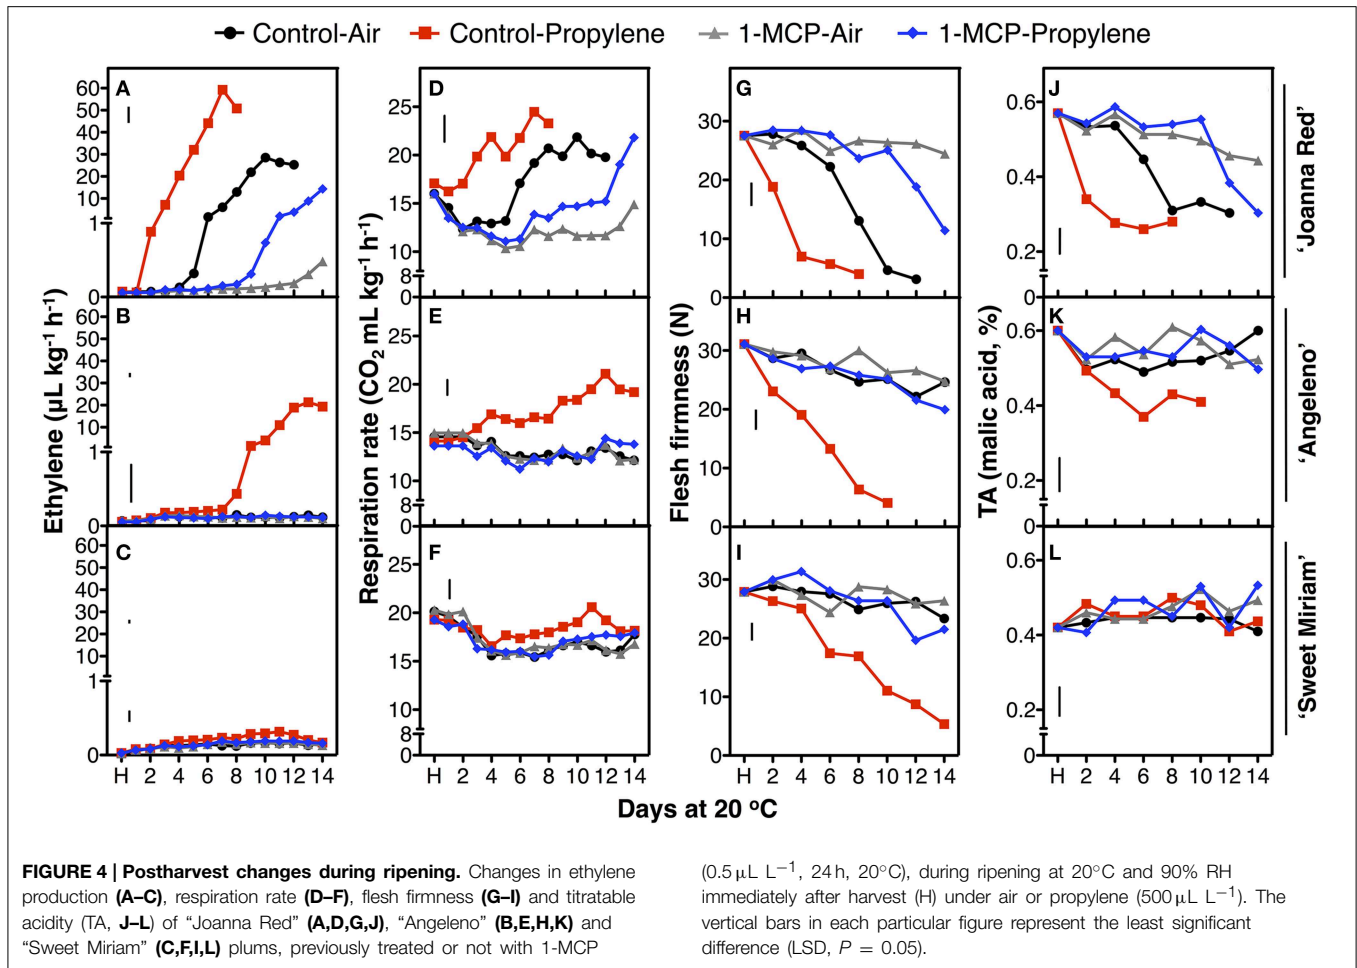 Control-Air Control-Propylene 1-MCP-Air 1-MCP-Propylene
A
60
50
40
30
20
10
1
0
B
60
50
40
30
20
10
1
0
C
60
50
40
30
20
10
1
0
Ethylene (µL kg-1 h-1)
H 2 4 6 8 10 12 14
D
25
20
15
10
8
0
E
25
20
15
10
8
0
F
25
20
15
10
8
0
Respiration rate (CO2 mL kg-1 h-1)
H 2 4 6 8 10 12 14
G
30
20
10
0
H
30
20
10
0
I
30
20
10
0
Flesh firmness (N)
H 2 4 6 8 10 12 14
J
0.6
0.4
0.2
0
K
0.6
0.4
0.2
0
L
0.6
0.4
0.2
0
TA (malic acid, %)
H 2 4 6 8 10 12 14
'Joanna Red'
'Angeleno'
'Sweet Miriam'
Days at 20 ºC
FIGURE 4 | Postharvest changes during ripening. Changes in ethylene
production (A–C), respiration rate (D–F), flesh firmness (G–I) and titratable
acidity (TA, J–L) of “Joanna Red” (A,D,G,J), “Angeleno” (B,E,H,K) and
“Sweet Miriam” (C,F,I,L) plums, previously treated or not with 1-MCP
(0.5 µL L−1, 24 h, 20°C), during ripening at 20°C and 90% RH
immediately after harvest (H) under air or propylene (500 µL L−1). The
vertical bars in each particular figure represent the least significant
difference (LSD, P = 0.05).